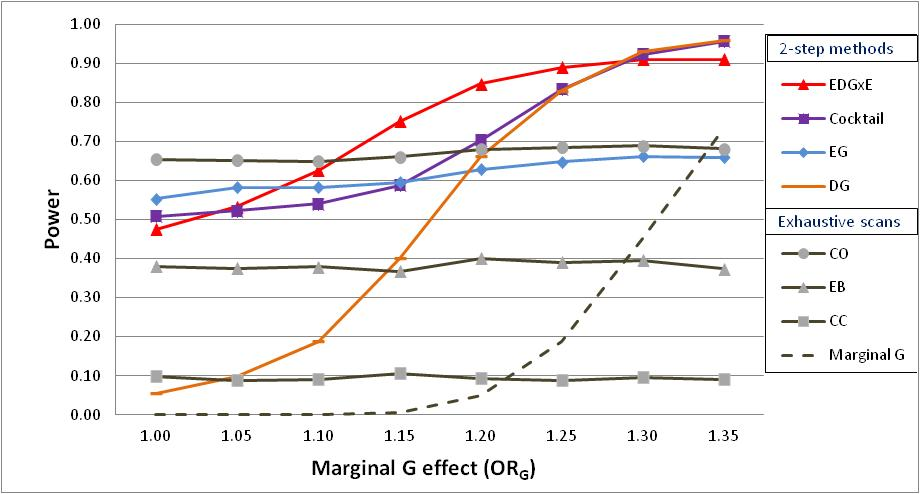 1.00
0.90
0.80
0.70
0.60
0.50
0.40
0.30
0.20
0.10
0.00
Power
1.00 1.05 1.10 1.15 1.20 1.25 1.30 1.35
Marginal G effect (ORG)
2-step methods
EDGxE
Cocktail
EG
DG
Exhaustive scans
CO
EB
CC
Marginal G